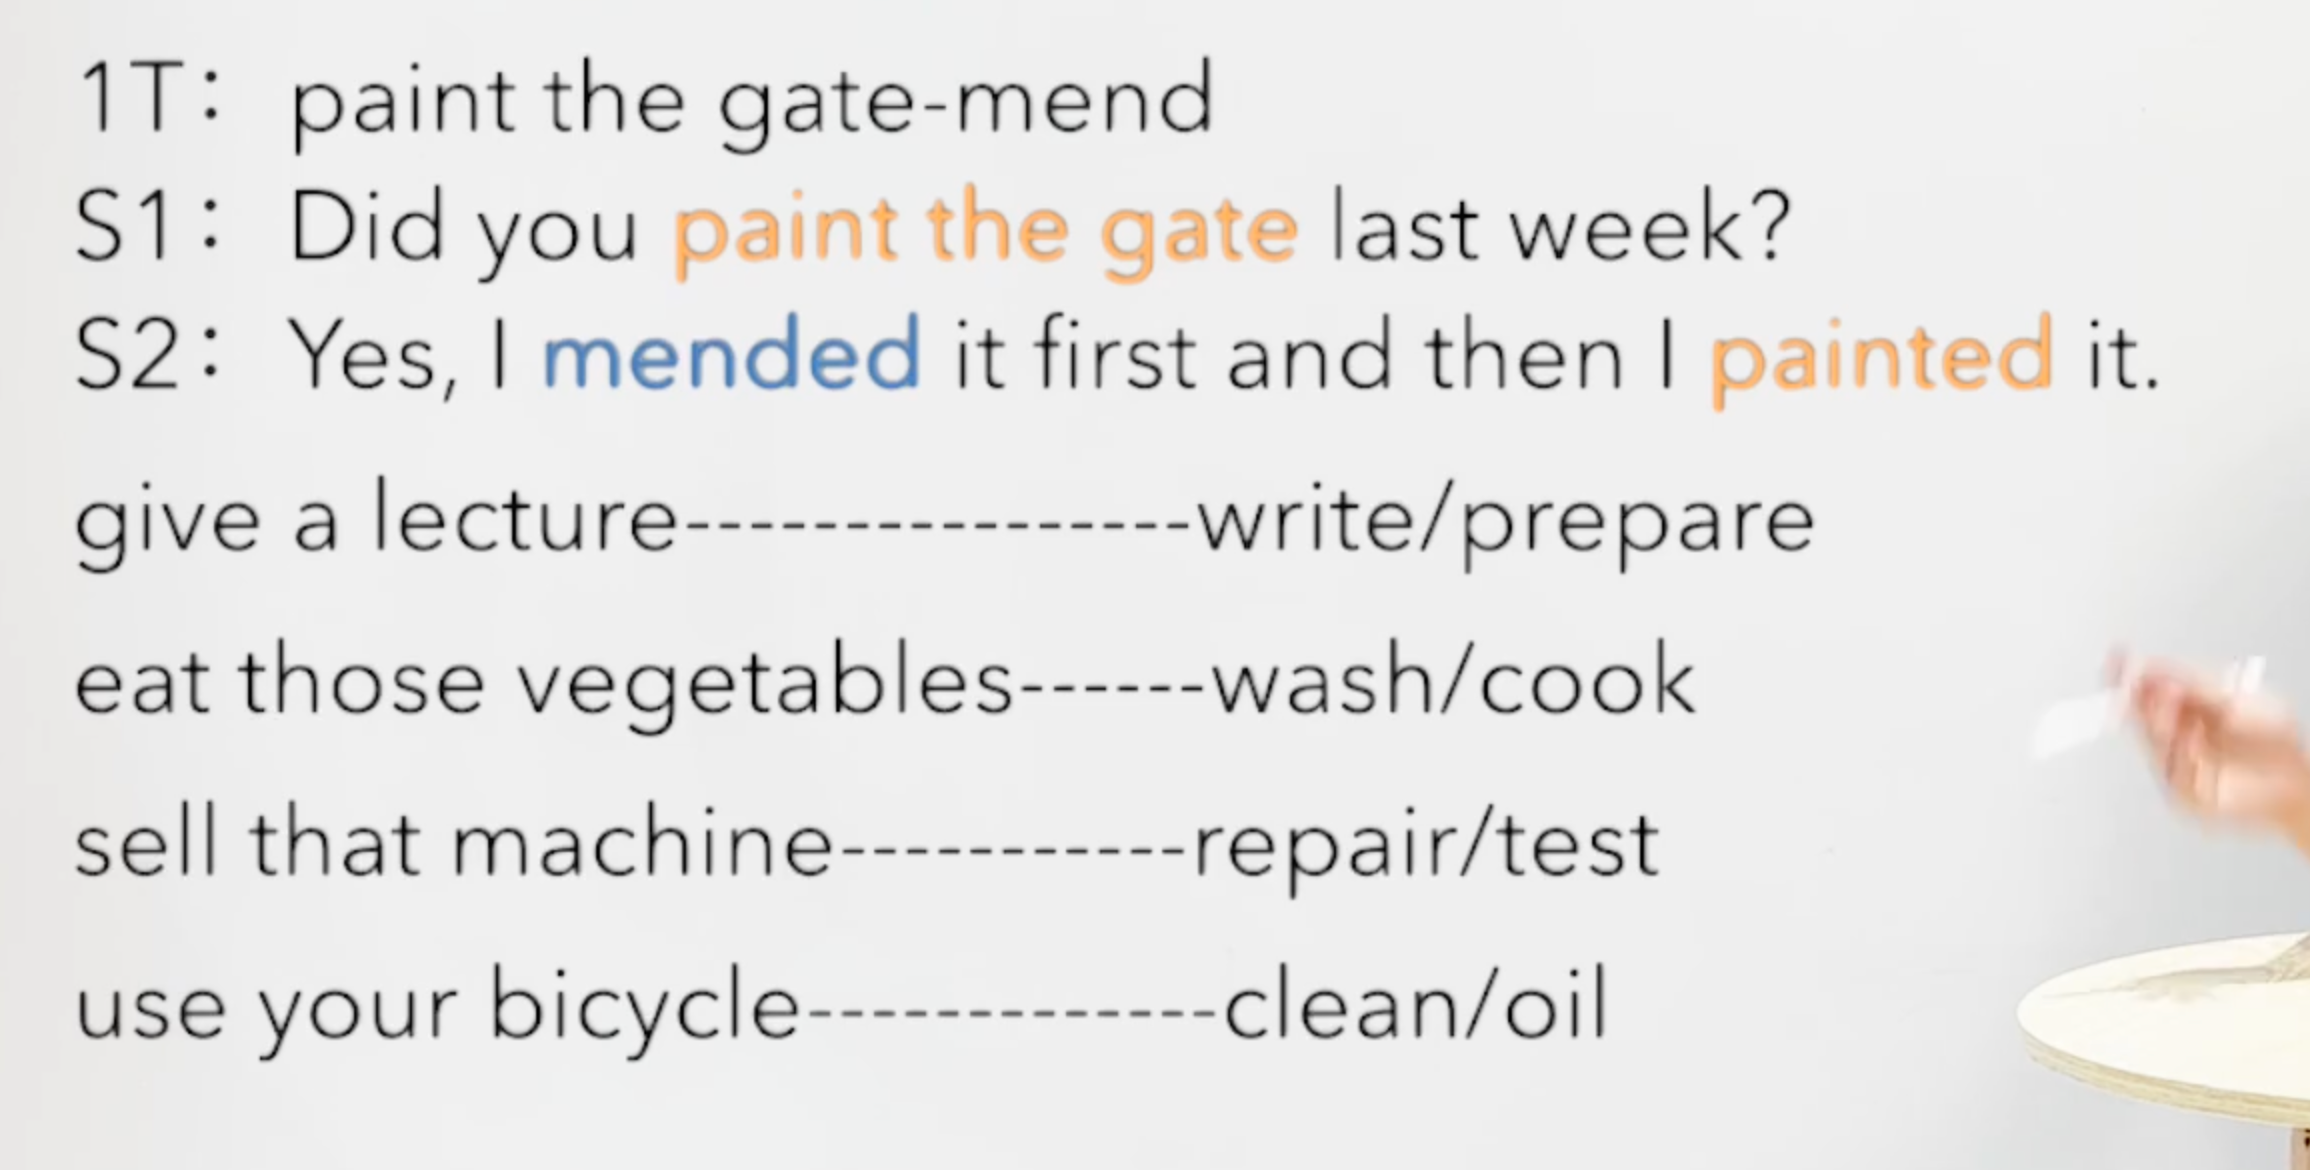 1T: paint the gate-mend
S1: Did you paint the gate last week?
S2: Yes, I mended it first and then I painted it.
give a lecture----------------write/prepare
eat those vegetables------wash/cook
sell that machine-----------repair/test
use your bicycle-------------clean/oil